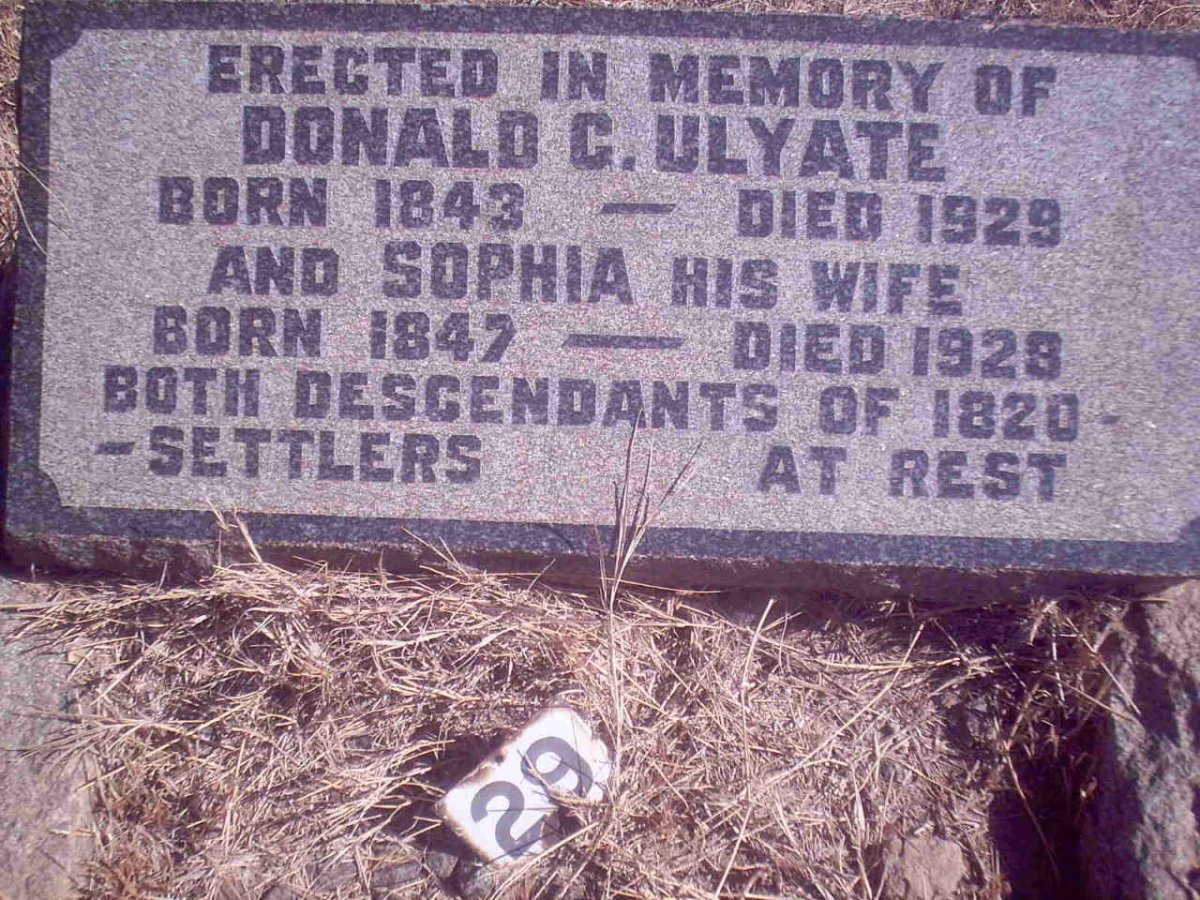 ERECTED IN MEMORY OF
DONALD C. ULYATE
BORN 1843 — DIED 1929
AND SOPHIA HIS WIFE
BORN 1847 — DIED 1928
BOTH DESCENDANTS OF 1820-
-SETTLERS AT REST
29